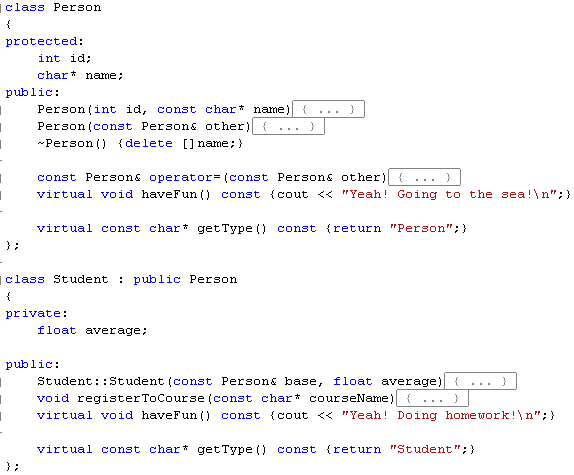 class Person
{
protected:
    int id;
    char* name;
public:
    Person(int id, const char* name){ ... }
    Person(const Person& other){ ... }
    ~Person() {delete []name;}
    const Person& operator=(const Person& other){ ... }
    virtual void haveFun() const {cout << "Yeah! Going to the sea!\n";}
    virtual const char* getType() const {return "Person";}
};
class Student : public Person
{
private:
    float average;
public:
    Student::Student(const Person& base, float average){ ... }
    void registerToCourse(const char* courseName){ ... }
    virtual void haveFun() const {cout << "Yeah! Doing homework!\n";}
    virtual const char* getType() const {return "Student";}
};